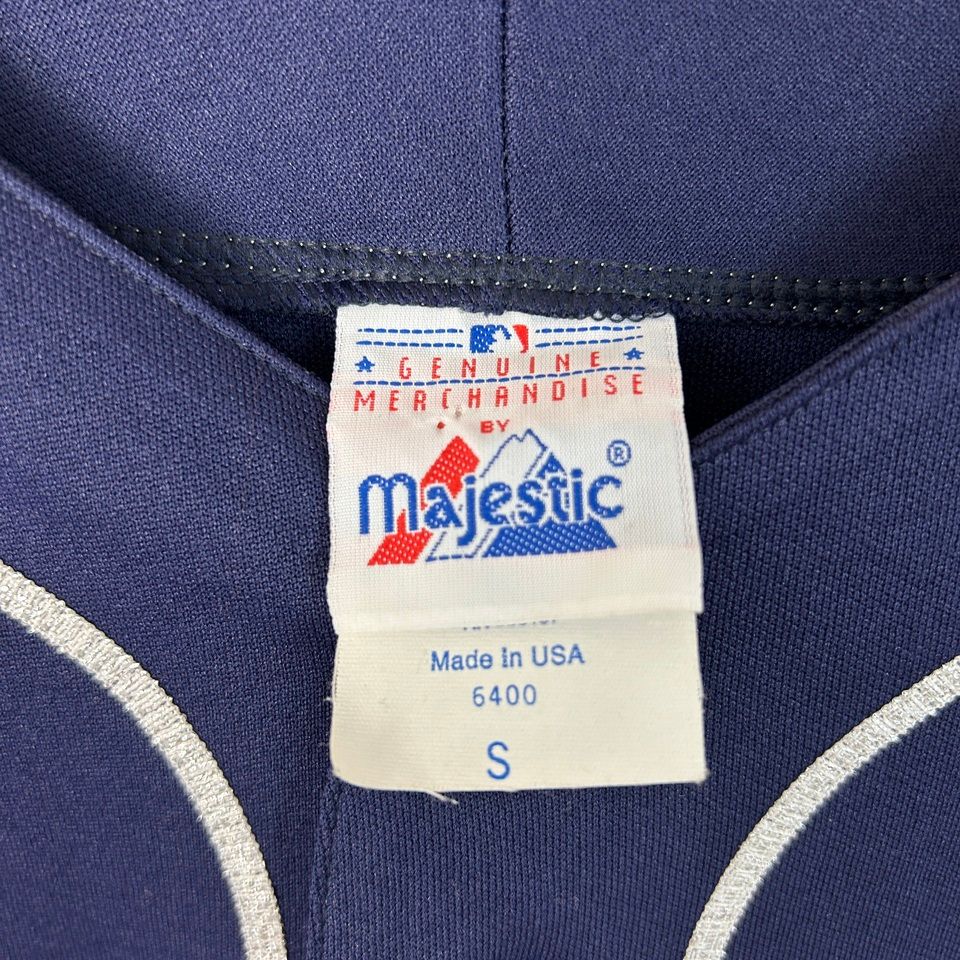 GENUINE
MERCHANDISE
BY
Majestic®
Made In USA
6400
S